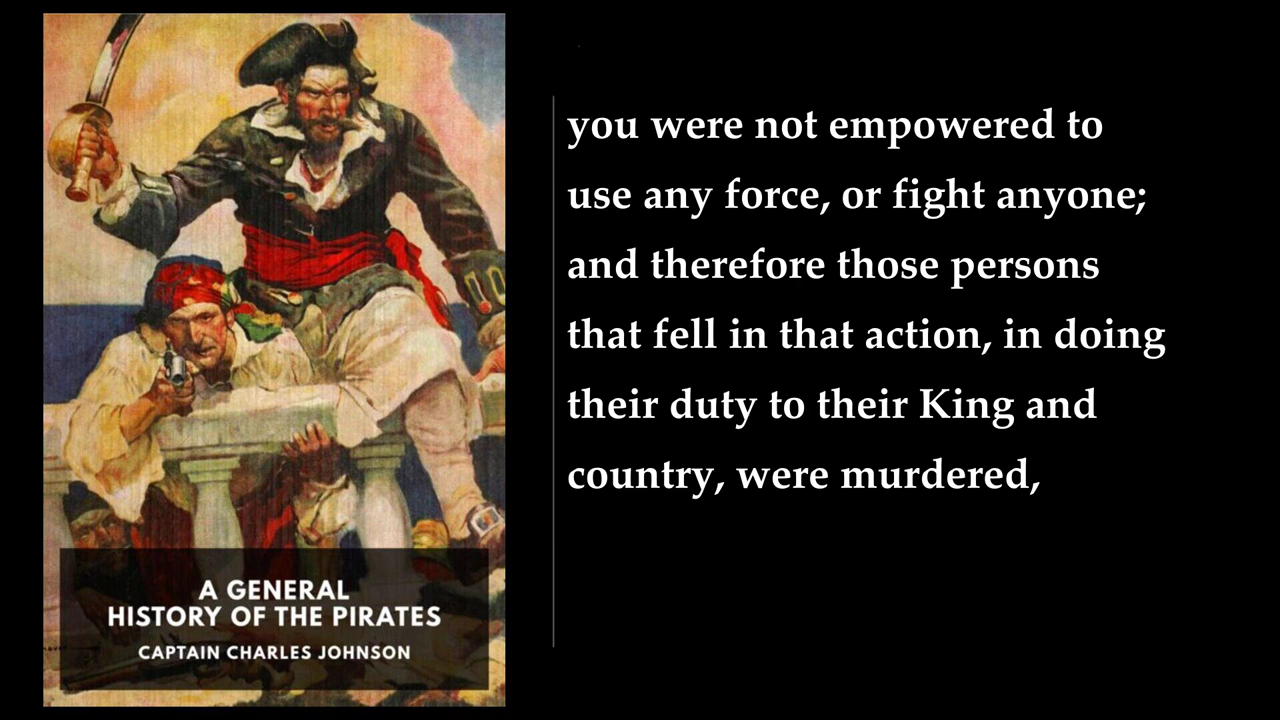 you were not empowered to
use any force, or fight anyone;
and therefore those persons
that fell in that action, in doing
their duty to their King and
country, were murdered,
A GENERAL
HISTORY OF THE PIRATES
CAPTAIN CHARLES JOHNSON